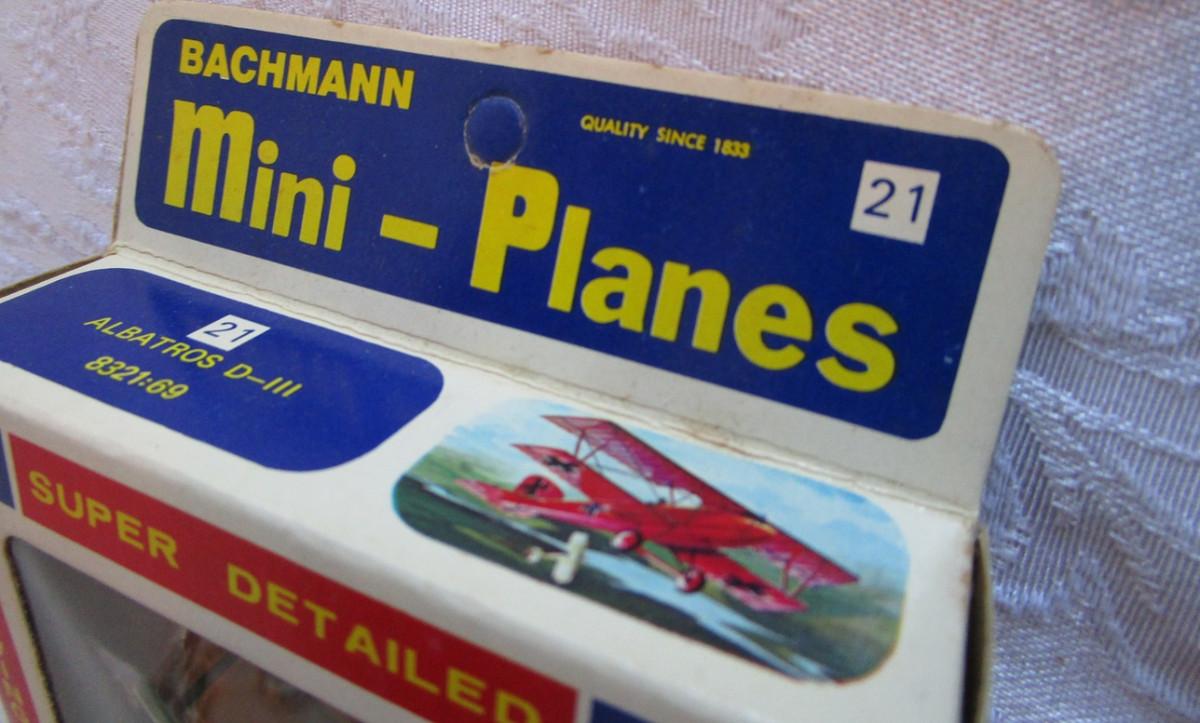 BACHMANN
Mini - Planes
QUALITY SINCE 1833
21
21
ALBATROS D-III
8321:69
SUPER DETAILED